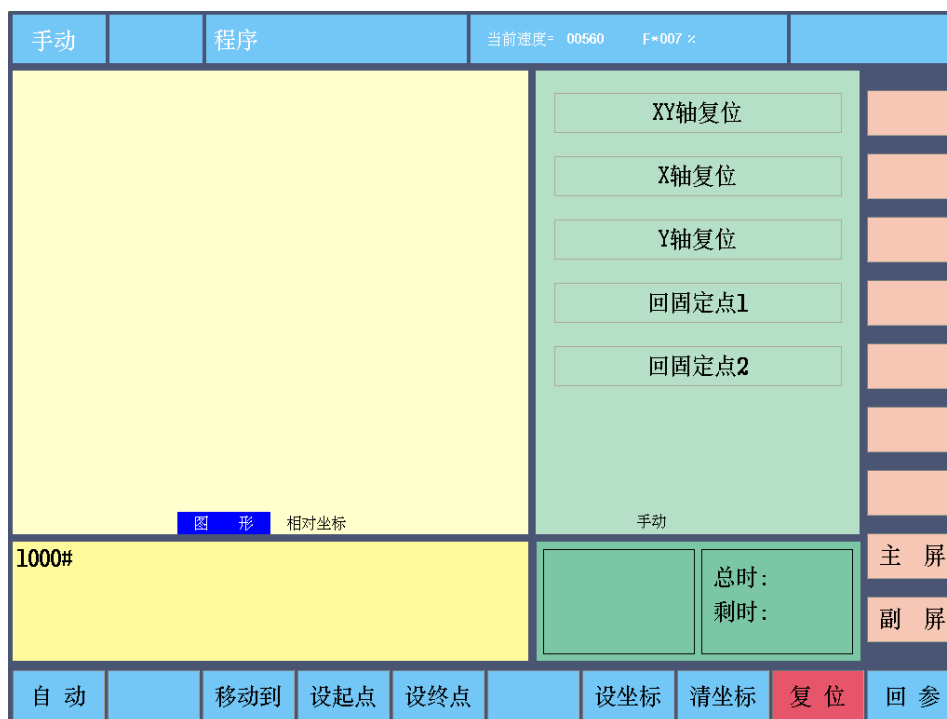 手动 程序 当前速度= 00560 F*007 %
XY轴复位
X轴复位
Y轴复位
回固定点1
回固定点2
图 形 相对坐标 手动
1000#
总时:
剩时:
主 屏
副 屏
自 动 移动到 设起点 设终点 设坐标 清坐标 复 位 回 参